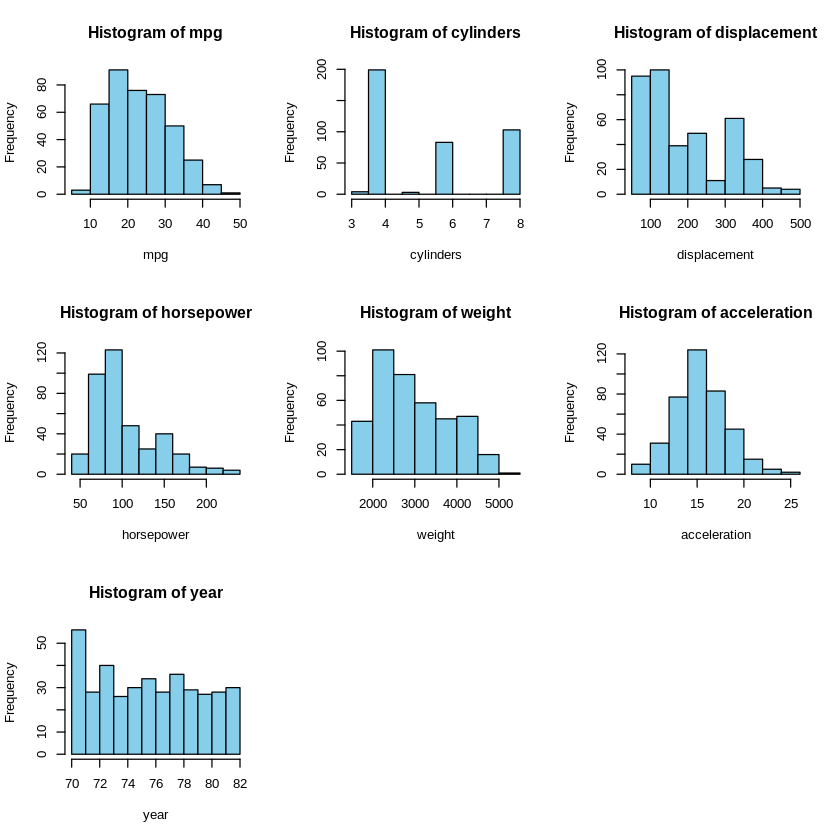 Histogram of mpg
Frequency
0 20 40 60 80
10 20 30 40 50
mpg
Histogram of cylinders
Frequency
0 50 100 200
3 4 5 6 7 8
cylinders
Histogram of displacement
Frequency
0 20 60 100
100 200 300 400 500
displacement
Histogram of horsepower
Frequency
0 40 80 120
50 100 150 200
horsepower
Histogram of weight
Frequency
0 20 60 100
2000 3000 4000 5000
weight
Histogram of acceleration
Frequency
0 40 80 120
10 15 20 25
acceleration
Histogram of year
Frequency
0 10 30 50
70 72 74 76 78 80 82
year